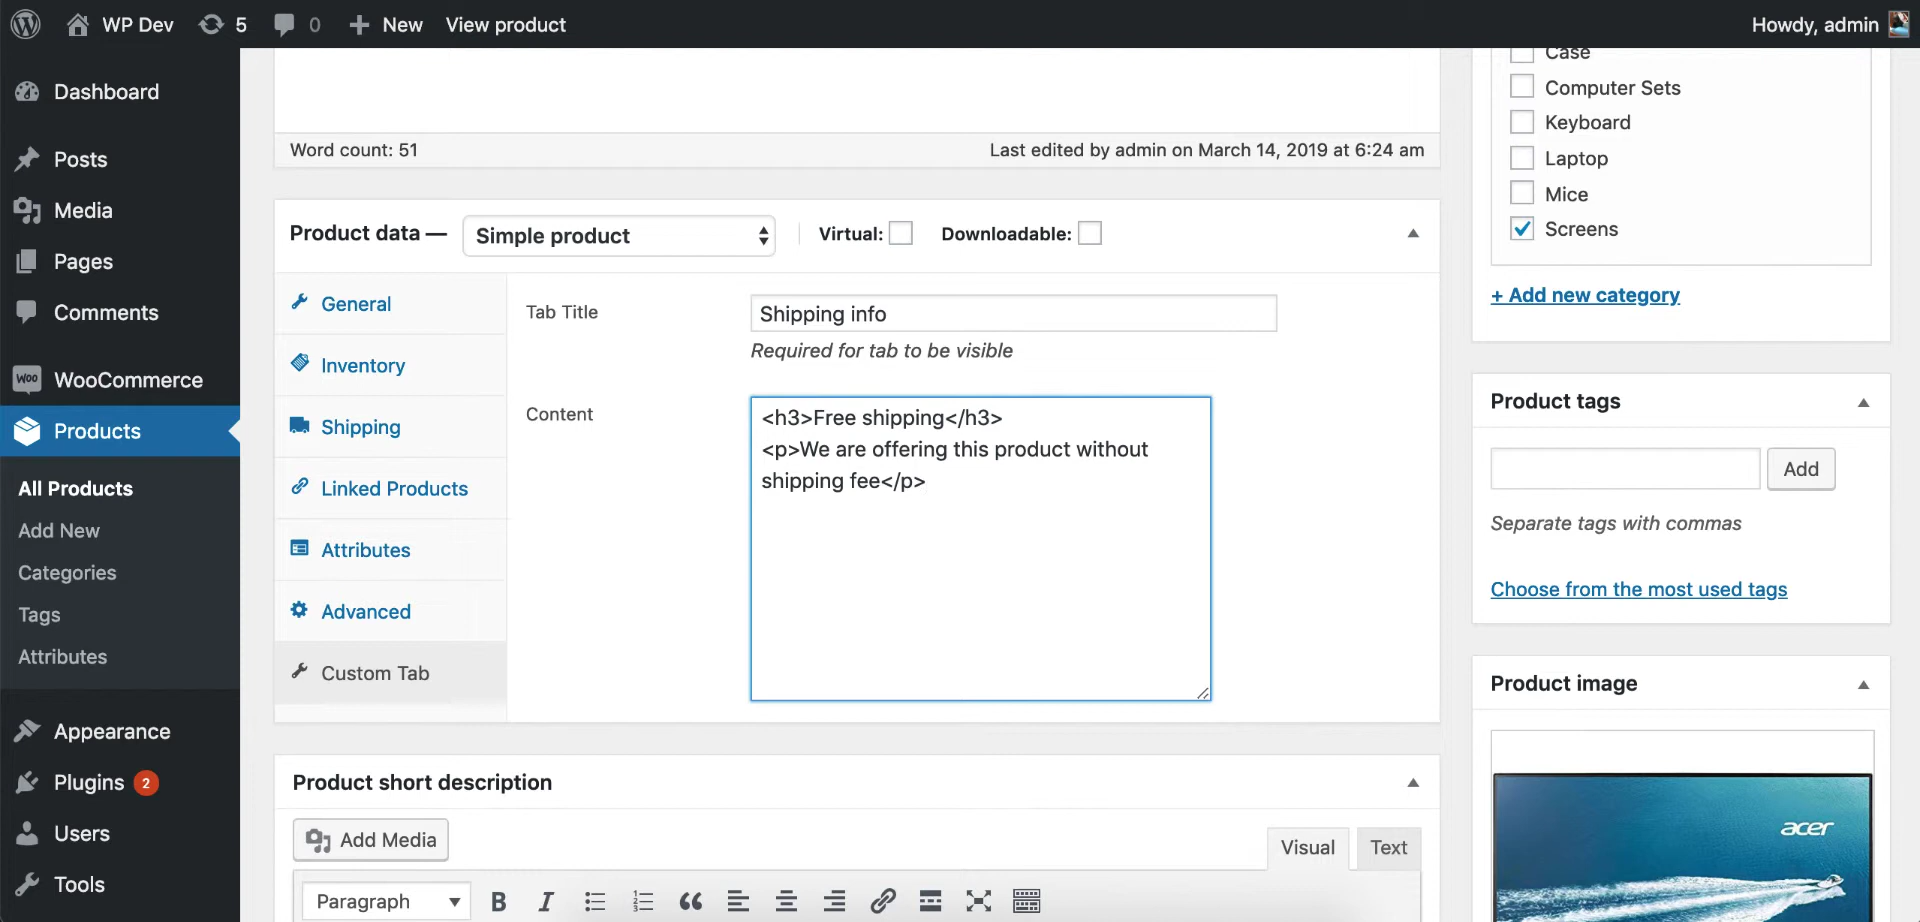 WP Dev
5
0
New
View product
Howdy, admin
Dashboard
Posts
Media
Pages
Comments
Woo
WooCommerce
Products
All Products
Add New
Categories
Tags
Attributes
Appearance
Plugins 2
Users
Tools
Word count: 51
Last edited by admin on March 14, 2019 at 6:24 am
Product data —
Simple product
Virtual:
Downloadable:
General
Inventory
Shipping
Linked Products
Attributes
Advanced
Custom Tab
Tab Title
Shipping info
Required for tab to be visible
Content
<h3>Free shipping</h3>
<p>We are offering this product without
shipping fee</p>
Product short description
Add Media
Visual
Text
Paragraph
B
I
Case
Computer Sets
Keyboard
Laptop
Mice
Screens
+ Add new category
Product tags
Add
Separate tags with commas
Choose from the most used tags
Product image
acer